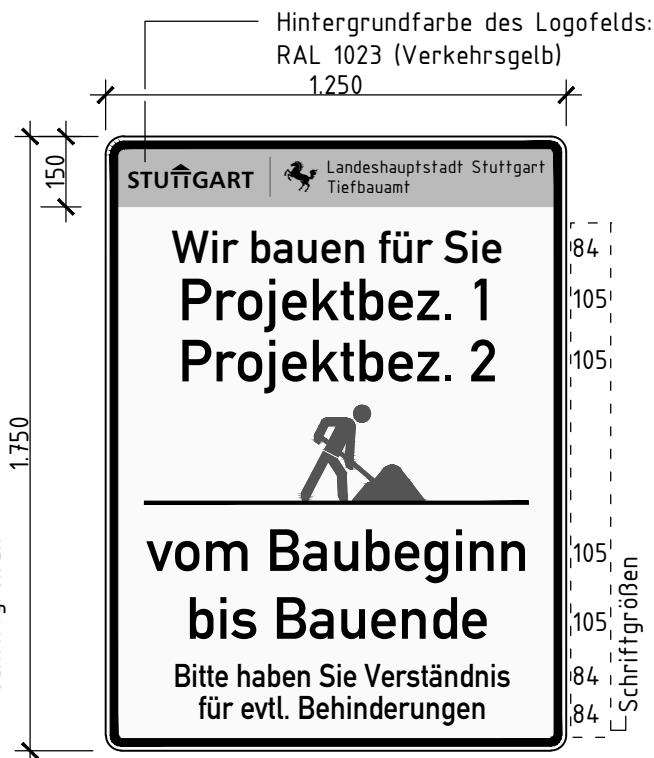 Hintergrundfarbe des Logofelds:
RAL 1023 (Verkehrsgelb)
1.250
150
STUTTGART
Landeshauptstadt Stuttgart
Tiefbauamt
Wir bauen für Sie
84
Projektbez. 1
105
Projektbez. 2
105
1.750
vom Baubeginn
105
bis Bauende
105
Bitte haben Sie Verständnis
84
für evtl. Behinderungen
84
Schriftgrößen